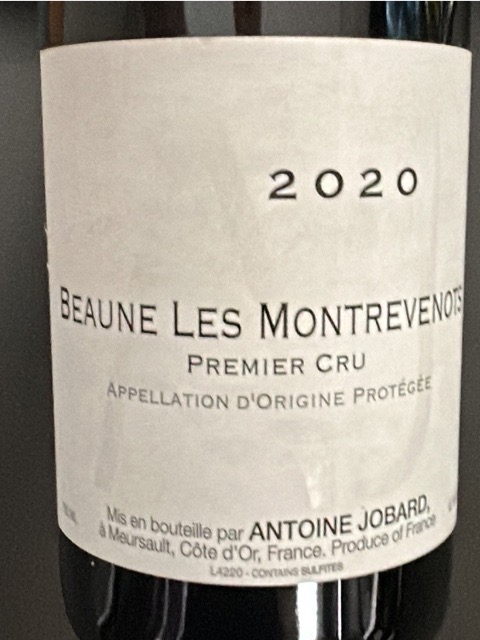 2020
BEAUNE LES MONTREVENOTS
PREMIER CRU
APPELLATION D'ORIGINE PROTÉGÉE
Mis en bouteille par ANTOINE JOBARD,
à Meursault, Côte d'Or, France. Produce of France
L4220 - CONTAINS SULFITES